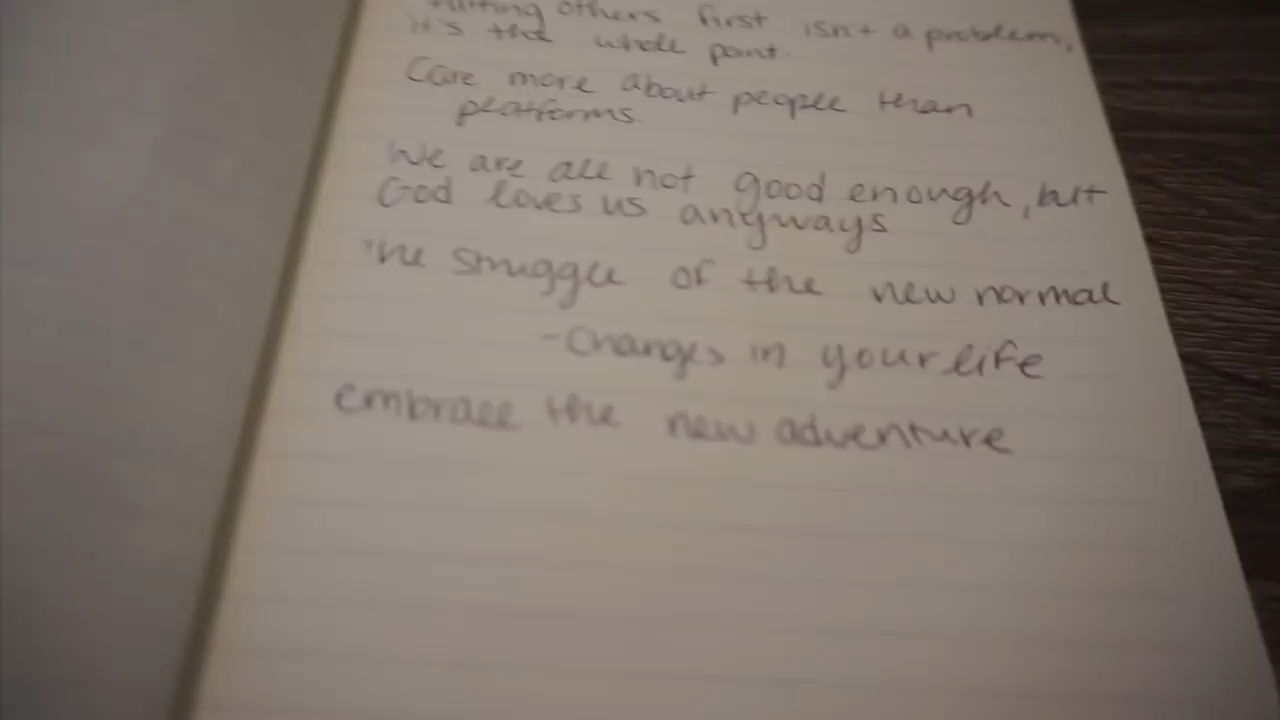 Putting others first isn't a problem,
it's the whole point.
Care more about people than
platforms.
We are all not good enough, but
God loves us anyways
The struggle of the new normal
-Changes in your life
embrace the new adventure